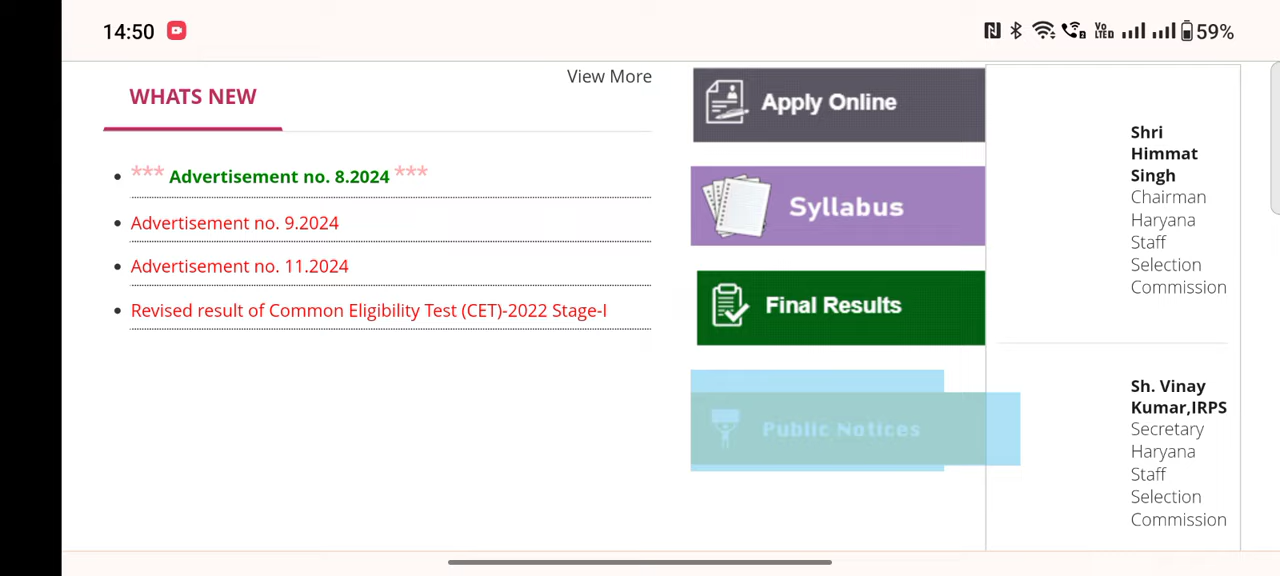 14:50
59%
View More
WHATS NEW
*** Advertisement no. 8.2024 ***
Advertisement no. 9.2024
Advertisement no. 11.2024
Revised result of Common Eligibility Test (CET)-2022 Stage-I
Apply Online
Syllabus
Final Results
Public Notices
Shri
Himmat
Singh
Chairman
Haryana
Staff
Selection
Commission
Sh. Vinay
Kumar,IRPS
Secretary
Haryana
Staff
Selection
Commission